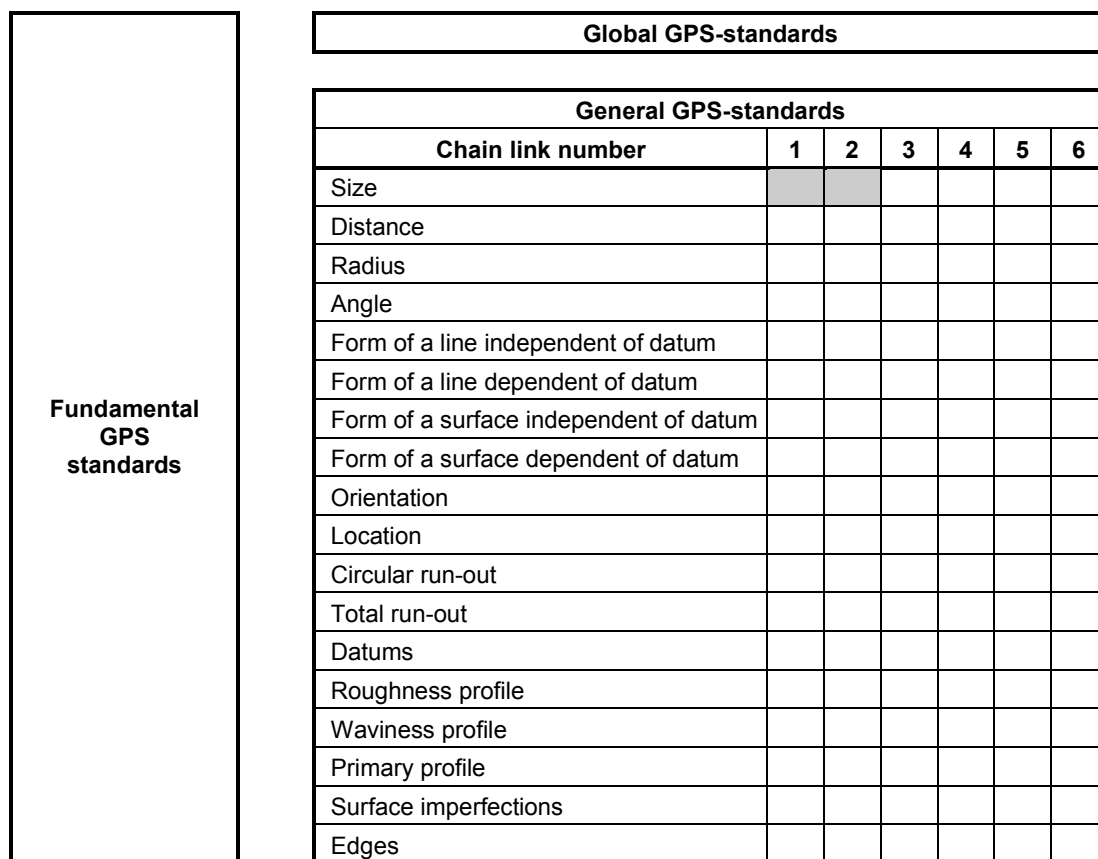 Fundamental
GPS
standards
Global GPS-standards
General GPS-standards
Chain link number 1 2 3 4 5 6
Size
Distance
Radius
Angle
Form of a line independent of datum
Form of a line dependent of datum
Form of a surface independent of datum
Form of a surface dependent of datum
Orientation
Location
Circular run-out
Total run-out
Datums
Roughness profile
Waviness profile
Primary profile
Surface imperfections
Edges